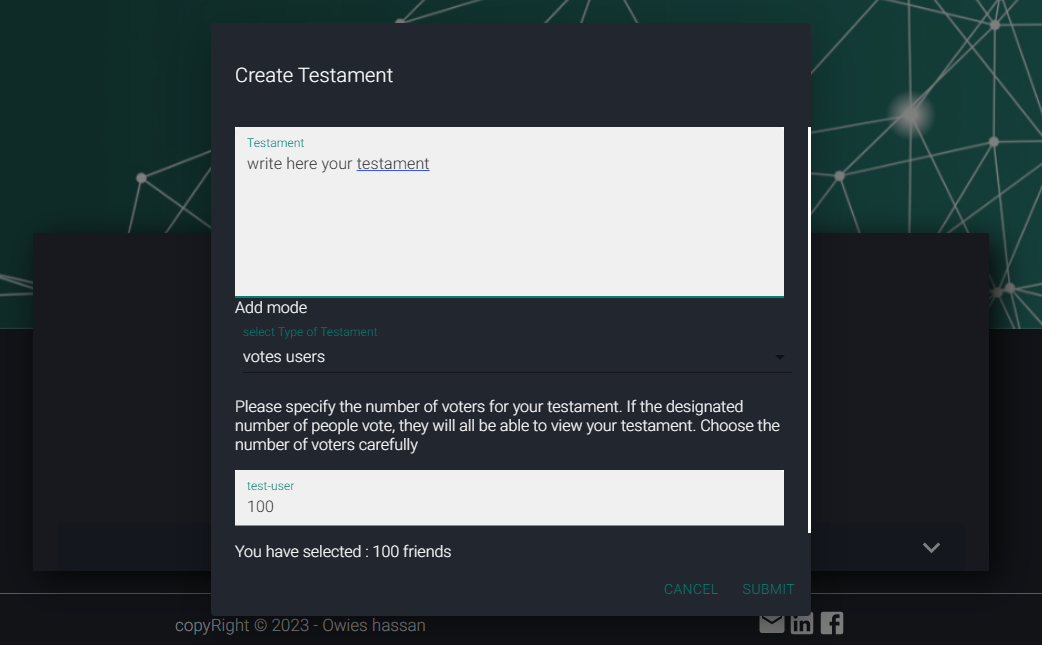 Create Testament
Testament
write here your testament
Add mode
select Type of Testament
votes users
Please specify the number of voters for your testament. If the designated
number of people vote, they will all be able to view your testament. Choose the
number of voters carefully
test-user
100
You have selected : 100 friends
CANCEL SUBMIT
copyRight © 2023 - Owies hassan